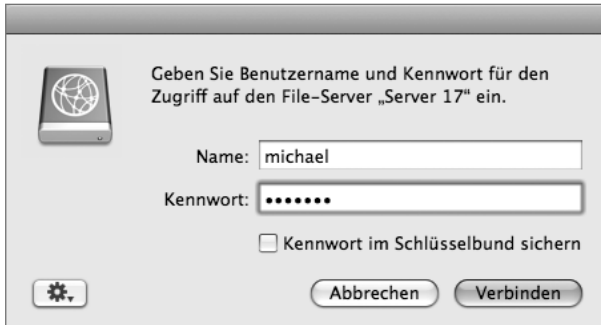 Geben Sie Benutzername und Kennwort für den
Zugriff auf den File-Server „Server 17“ ein.
Name: michael
Kennwort: •••••••
Kennwort im Schlüsselbund sichern
Abbrechen Verbinden